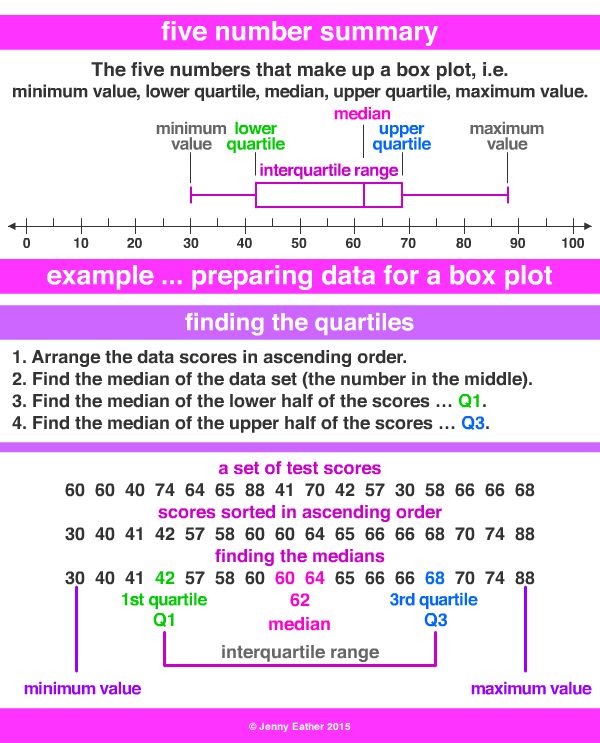 five number summary
The five numbers that make up a box plot, i.e.
minimum value, lower quartile, median, upper quartile, maximum value.
median
minimum lower upper maximum
value quartile quartile value
interquartile range
0 10 20 30 40 50 60 70 80 90 100
example ... preparing data for a box plot
finding the quartiles
1. Arrange the data scores in ascending order.
2. Find the median of the data set (the number in the middle).
3. Find the median of the lower half of the scores … Q1.
4. Find the median of the upper half of the scores … Q3.
a set of test scores
60 60 40 74 64 65 88 41 70 42 57 30 58 66 66 68
scores sorted in ascending order
30 40 41 42 57 58 60 60 64 65 66 66 68 70 74 88
finding the medians
30 40 41 42 57 58 60 60 64 65 66 66 68 70 74 88
1st quartile 62 3rd quartile
Q1 median Q3
interquartile range
minimum value maximum value
© Jenny Eather 2015